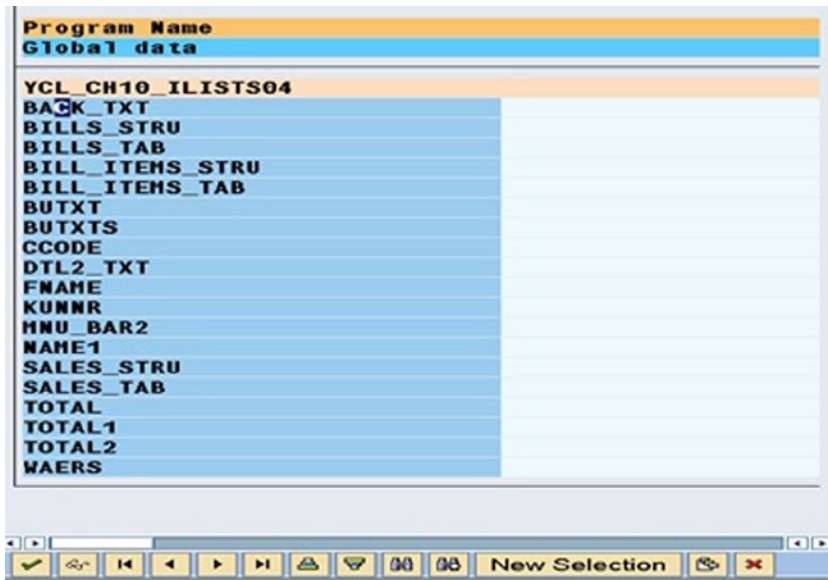 Program Name
Global data
YCL_CH10_ILISTS04
BACK_TXT
BILLS_STRU
BILLS_TAB
BILL_ITEMS_STRU
BILL_ITEMS_TAB
BUTXT
BUTXTS
CCODE
DTL2_TXT
FNAME
KUNNR
MNU_BAR2
NAME1
SALES_STRU
SALES_TAB
TOTAL
TOTAL1
TOTAL2
WAERS
New Selection